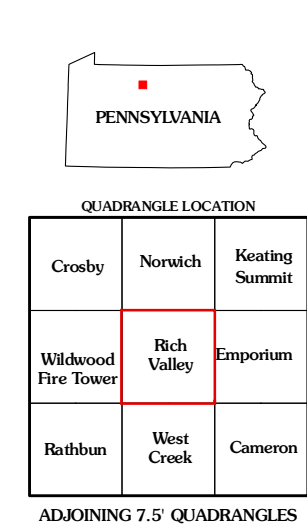 PENNSYLVANIA
QUADRANGLE LOCATION
Crosby
Norwich
Keating
Summit
Wildwood
Fire Tower
Rich
Valley
Emporium
Rathbun
West
Creek
Cameron
ADJOINING 7.5' QUADRANGLES